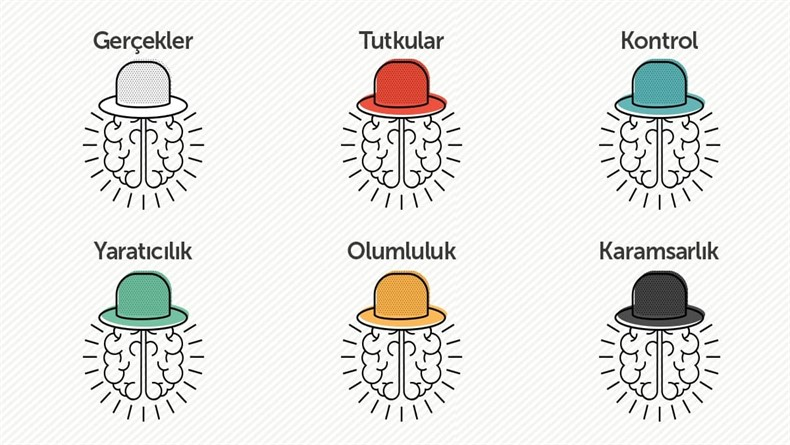 Gerçekler
Tutkular
Kontrol
Yaratıcılık
Olumluluk
Karamsarlık